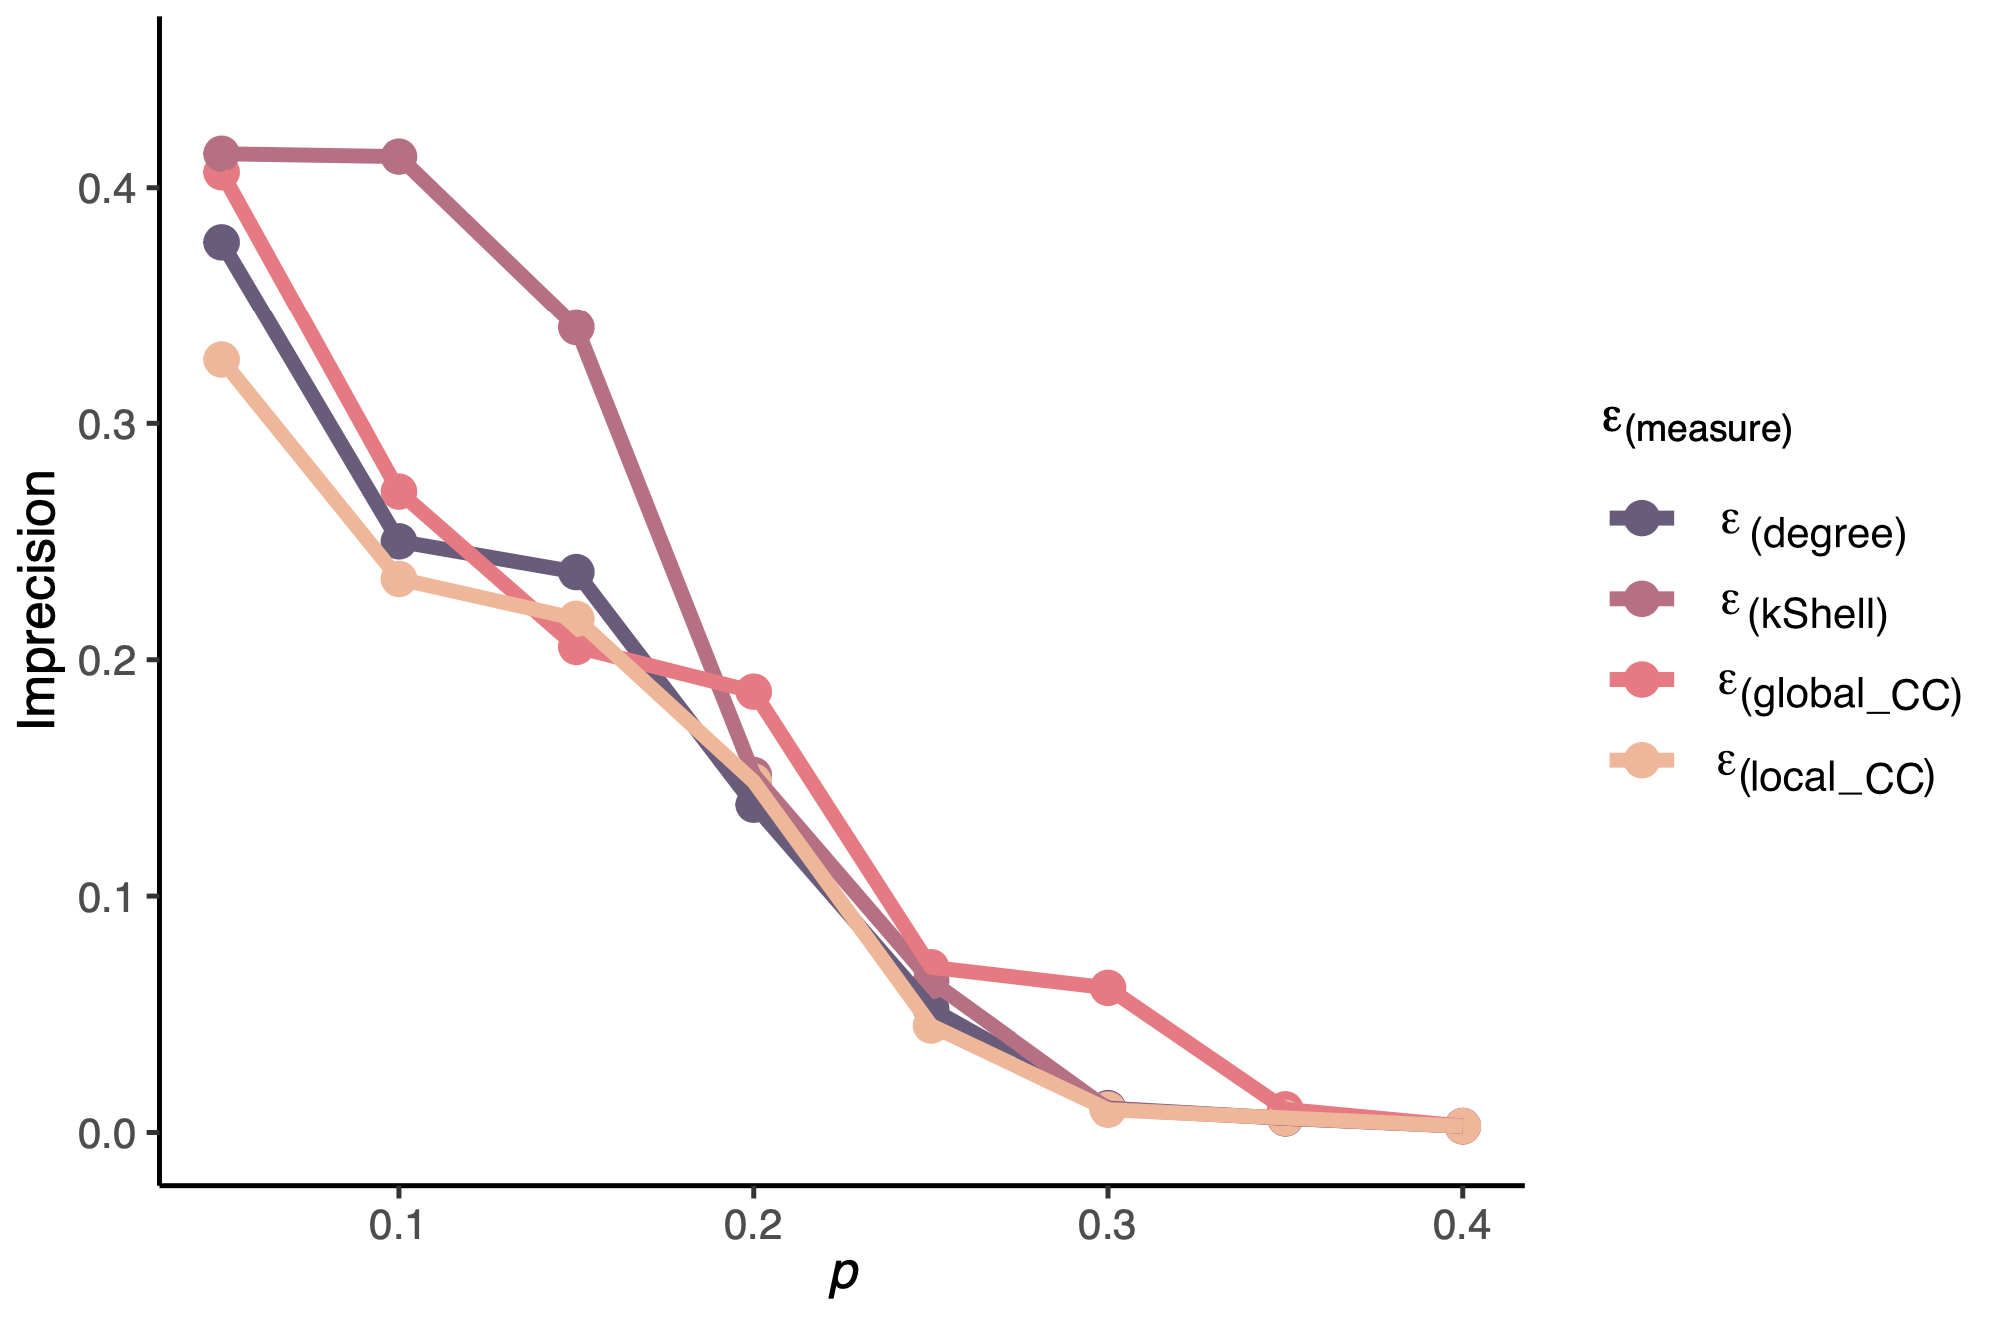 Imprecision
0.4
0.3
0.2
0.1
0.0
0.1 0.2 0.3 0.4
p
ε(measure)
ε (degree)
ε (kShell)
ε(global_CC)
ε(local_CC)